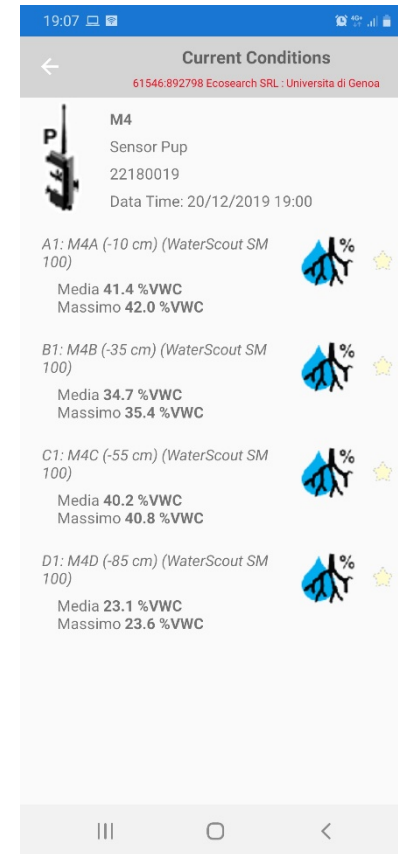 19:07
4G+
Current Conditions
61546:892798 Ecosearch SRL : Universita di Genoa
P
M4
Sensor Pup
22180019
Data Time: 20/12/2019 19:00
A1: M4A (-10 cm) (WaterScout SM
100)
%
Media 41.4 %VWC
Massimo 42.0 %VWC
B1: M4B (-35 cm) (WaterScout SM
100)
%
Media 34.7 %VWC
Massimo 35.4 %VWC
C1: M4C (-55 cm) (WaterScout SM
100)
%
Media 40.2 %VWC
Massimo 40.8 %VWC
D1: M4D (-85 cm) (WaterScout SM
100)
%
Media 23.1 %VWC
Massimo 23.6 %VWC